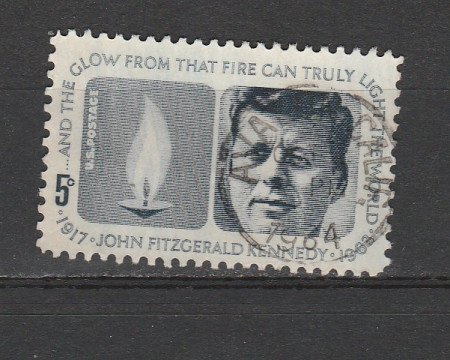 ...AND THE GLOW FROM THAT FIRE CAN TRULY LIGHT THE WORLD
U.S. POSTAGE
5c
1917 • JOHN FITZGERALD KENNEDY • 1963
AVA
1964